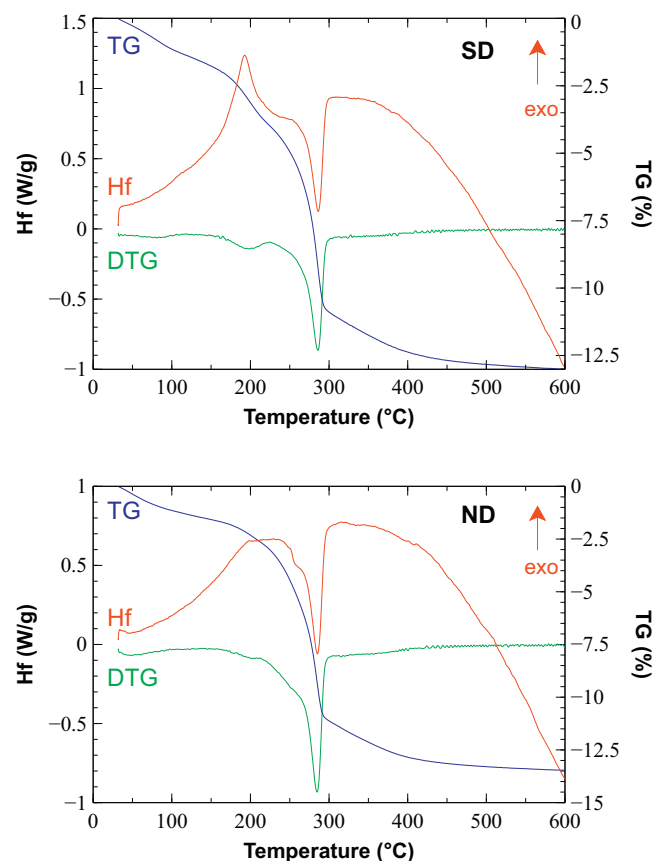 1.5
1
0.5
0
−0.5
−1
Hf (W/g)
TG
Hf
DTG
SD
exo
0
−2.5
−5
−7.5
−10
−12.5
TG (%)
0 100 200 300 400 500 600
Temperature (°C)
1
0.5
0
−0.5
−1
Hf (W/g)
TG
Hf
DTG
ND
exo
0
−2.5
−5
−7.5
−10
−12.5
−15
TG (%)
0 100 200 300 400 500 600
Temperature (°C)